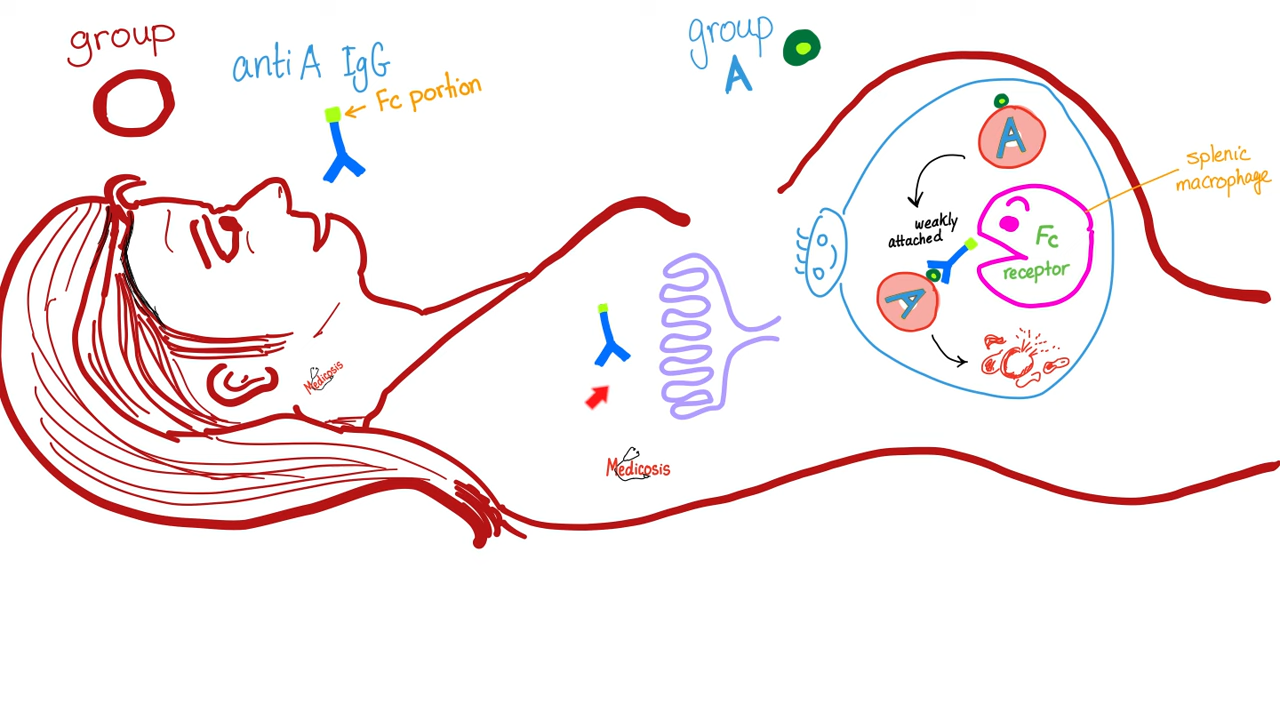 group
O
anti A IgG
Fc portion
group
A
A
splenic
macrophage
weakly
attached
Fc
receptor
A
Medicosis
Medicosis